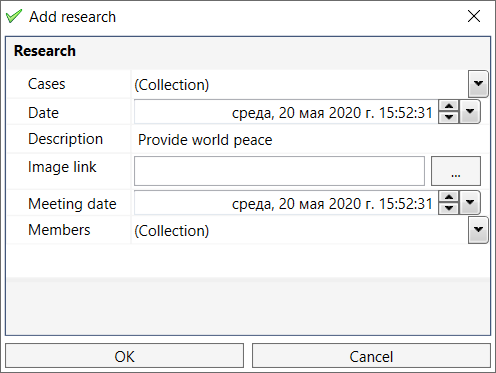 Add research
Research
Cases (Collection)
Date среда, 20 мая 2020 г. 15:52:31
Description Provide world peace
Image link ...
Meeting date среда, 20 мая 2020 г. 15:52:31
Members (Collection)
OK Cancel